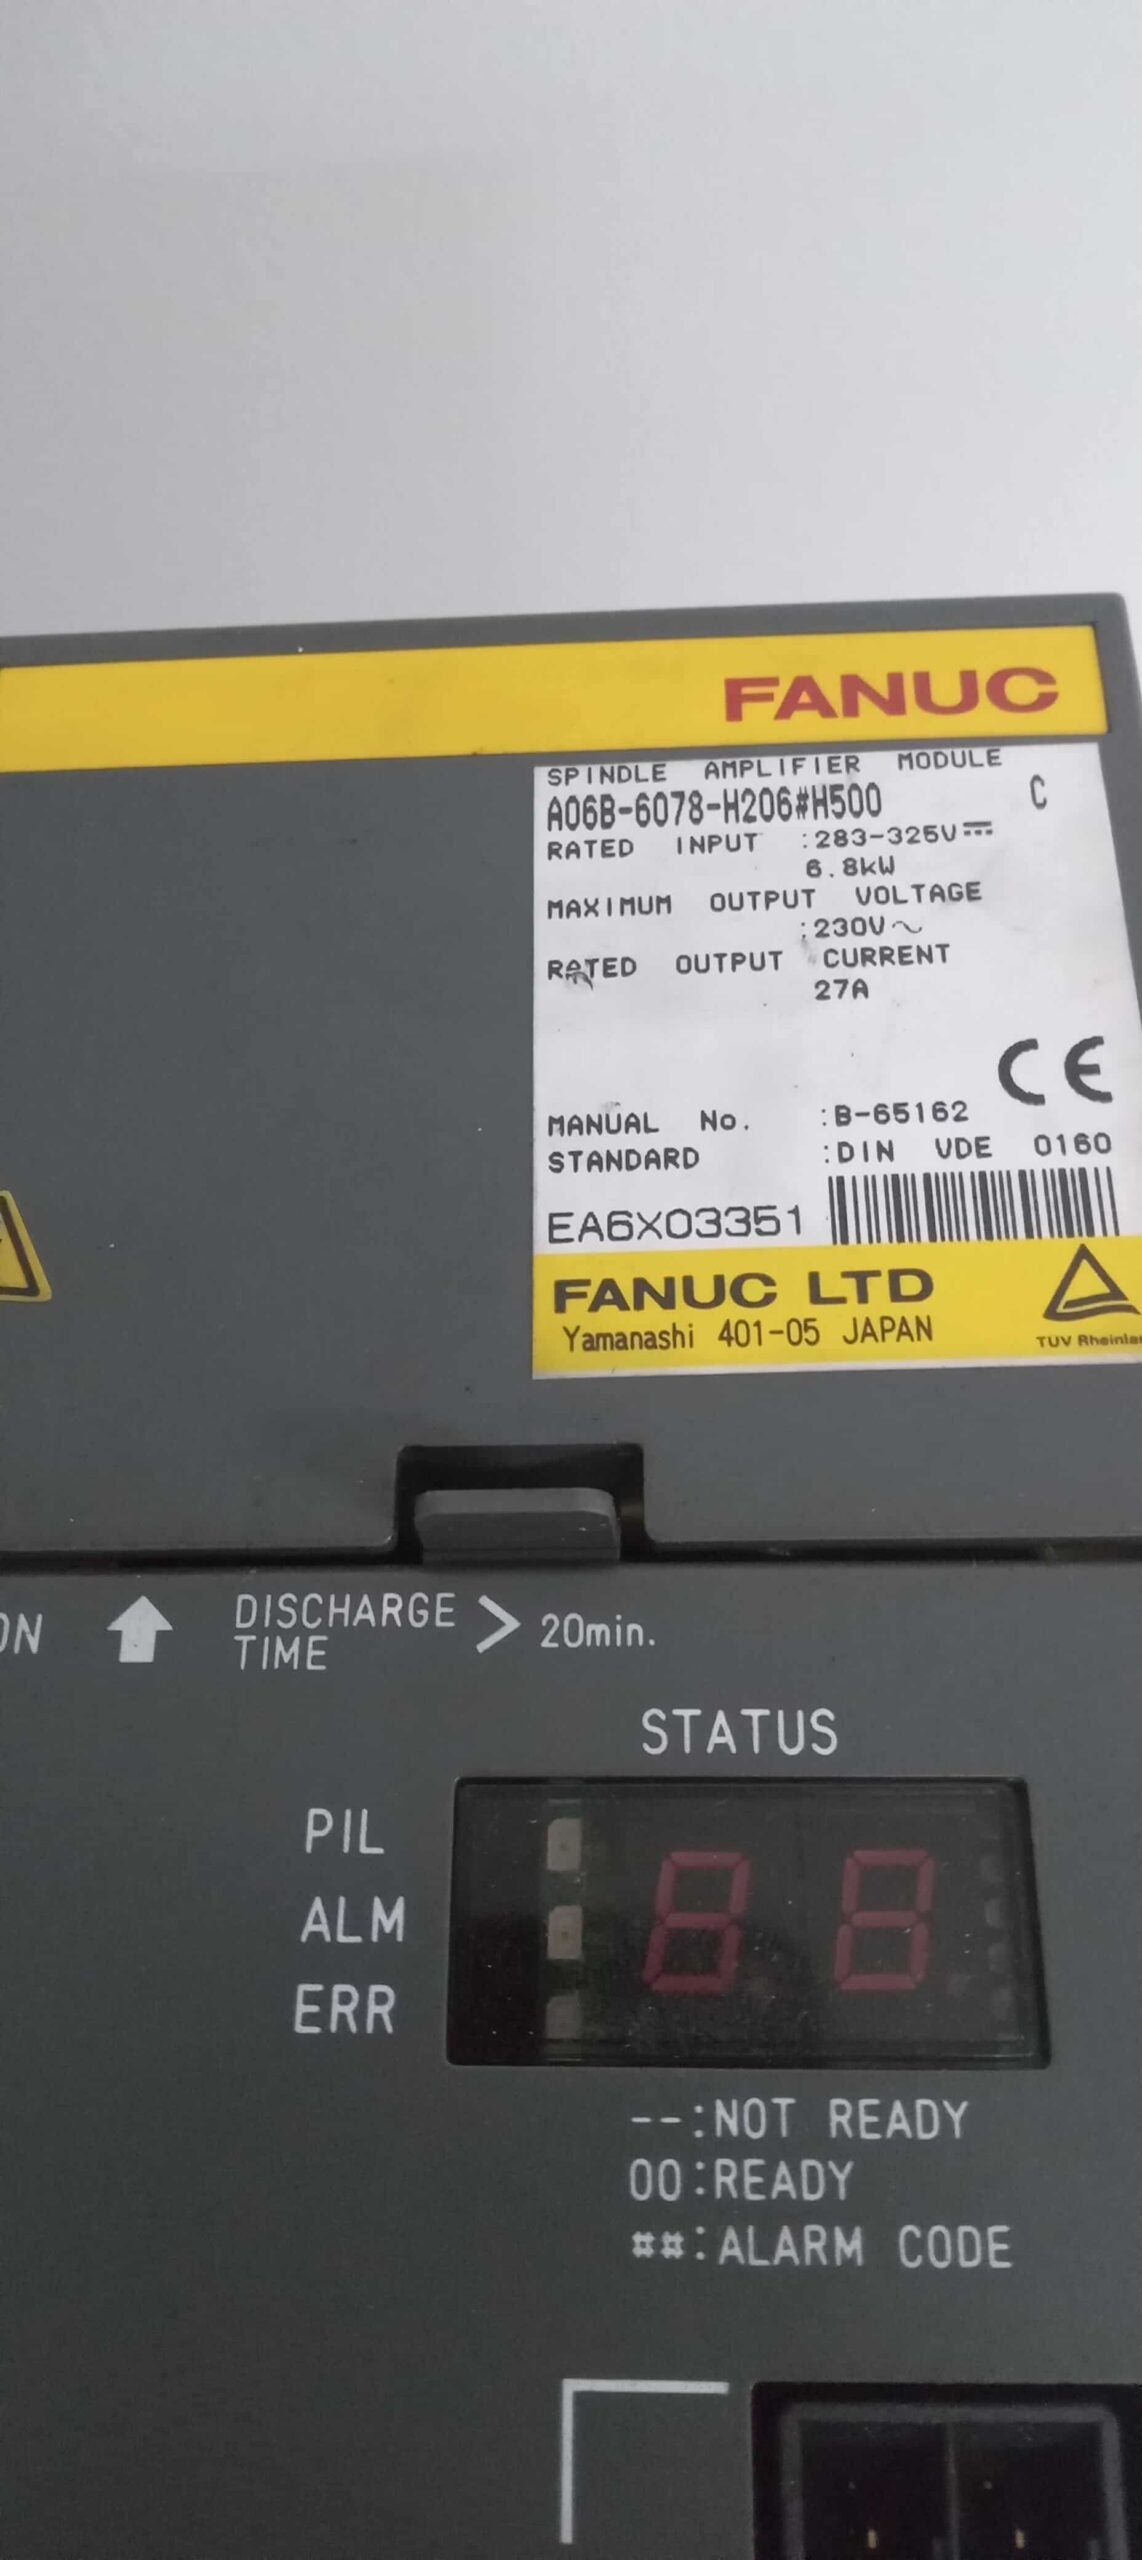 FANUC
SPINDLE AMPLIFIER MODULE
A06B-6078-H206#H500 C
RATED INPUT :283-325V⎓
6.8kW
MAXIMUM OUTPUT VOLTAGE
:230V～
RATED OUTPUT CURRENT
27A
CE
MANUAL No. :B-65162
STANDARD :DIN VDE 0160
EA6X03351
FANUC LTD
Yamanashi 401-05 JAPAN
TUV
DISCHARGE > 20min.
TIME
STATUS
PIL
ALM
ERR
--:NOT READY
00:READY
##:ALARM CODE